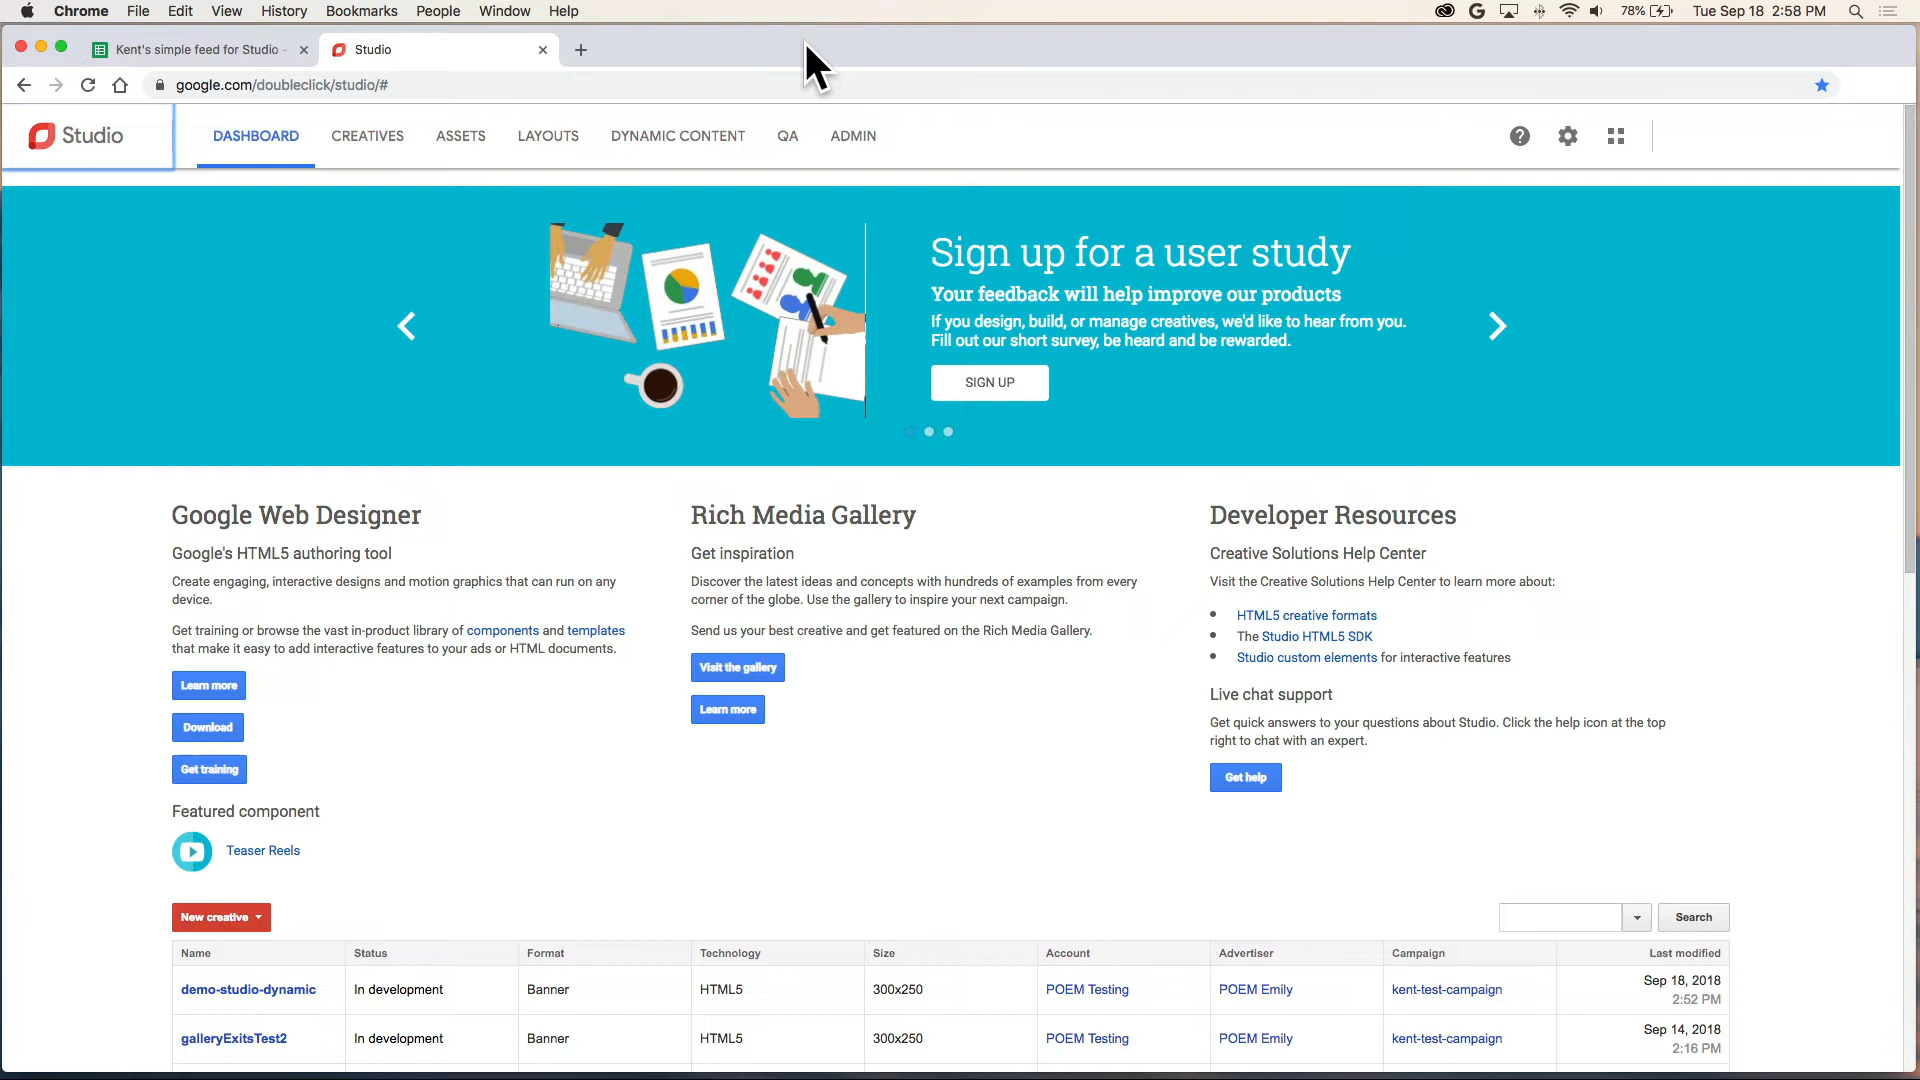 Chrome File Edit View History Bookmarks People Window Help 78% Tue Sep 18 2:58 PM
Kent's simple feed for Studio - Studio
google.com/doubleclick/studio/#
Studio DASHBOARD CREATIVES ASSETS LAYOUTS DYNAMIC CONTENT QA ADMIN
Sign up for a user study
Your feedback will help improve our products
If you design, build, or manage creatives, we'd like to hear from you.
Fill out our short survey, be heard and be rewarded.
SIGN UP
Google Web Designer
Google's HTML5 authoring tool
Create engaging, interactive designs and motion graphics that can run on any
device.
Get training or browse the vast in-product library of components and templates
that make it easy to add interactive features to your ads or HTML documents.
Learn more
Download
Get training
Featured component
Teaser Reels
Rich Media Gallery
Get inspiration
Discover the latest ideas and concepts with hundreds of examples from every
corner of the globe. Use the gallery to inspire your next campaign.
Send us your best creative and get featured on the Rich Media Gallery.
Visit the gallery
Learn more
Developer Resources
Creative Solutions Help Center
Visit the Creative Solutions Help Center to learn more about:
• HTML5 creative formats
• The Studio HTML5 SDK
• Studio custom elements for interactive features
Live chat support
Get quick answers to your questions about Studio. Click the help icon at the top
right to chat with an expert.
Get help
New creative Search
Name Status Format Technology Size Account Advertiser Campaign Last modified
demo-studio-dynamic In development Banner HTML5 300x250 POEM Testing POEM Emily kent-test-campaign Sep 18, 2018
2:52 PM
galleryExitsTest2 In development Banner HTML5 300x250 POEM Testing POEM Emily kent-test-campaign Sep 14, 2018
2:16 PM